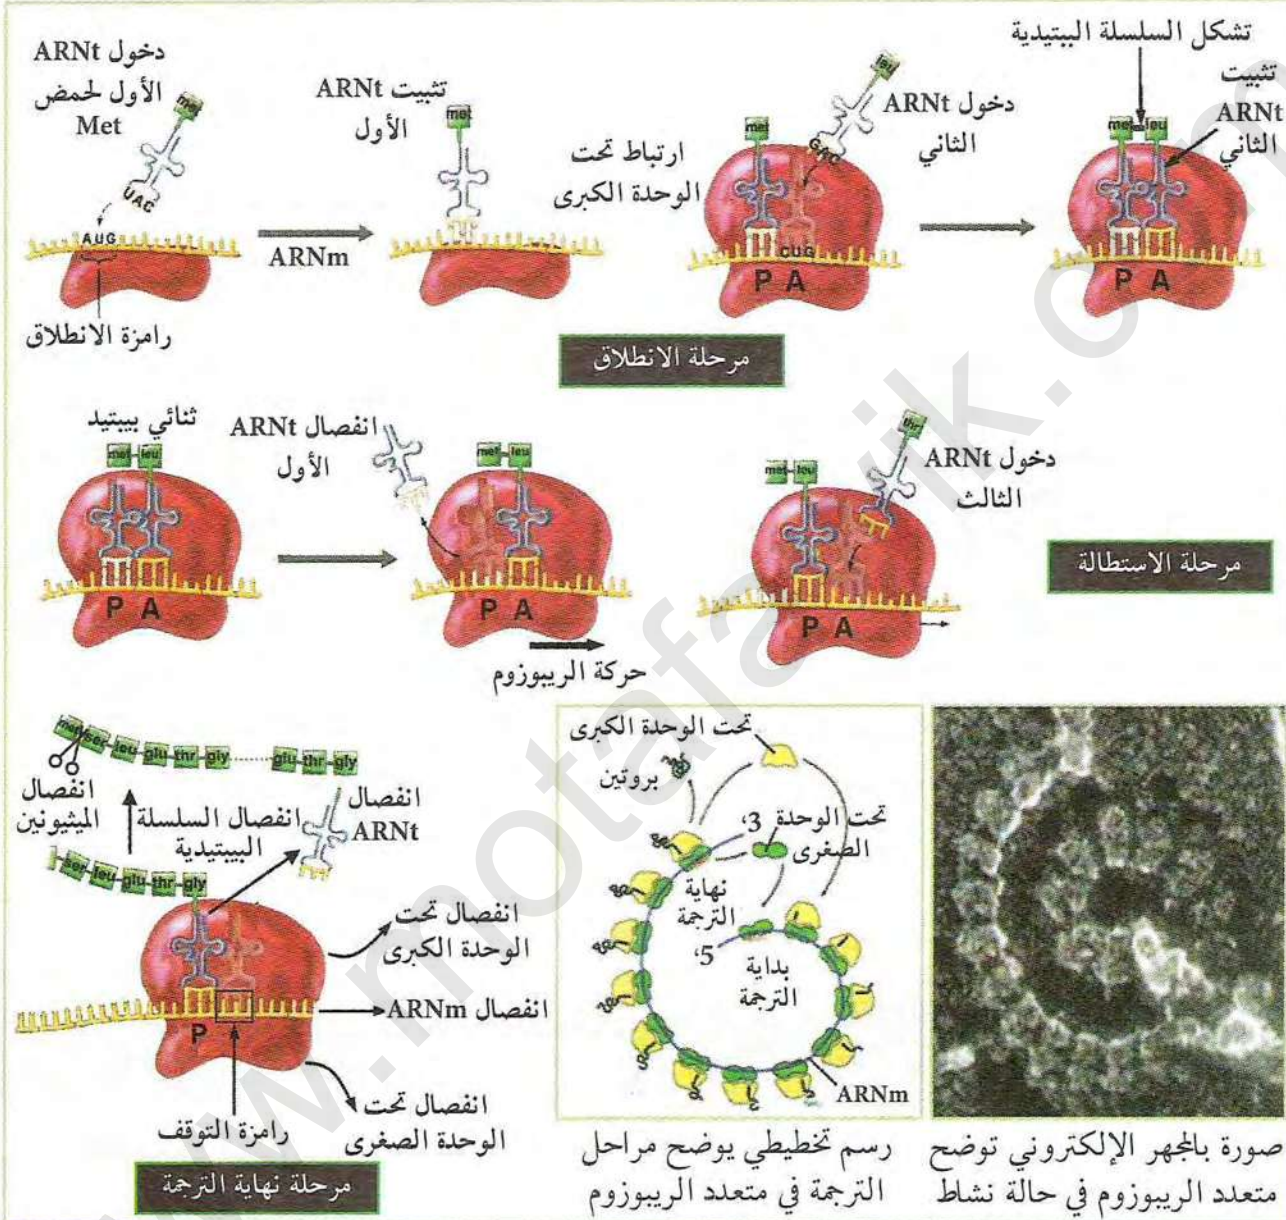 دخول ARNt
الأول لحمض
Met
met
UAC
AUG
رامزة الانطلاق
ARNm
تثبيت ARNt
الأول
met
ارتباط تحت
الوحدة الكبرى
دخول ARNt
الثاني
leu
met
GAC
CUG
P A
تشكل السلسلة الببتيدية
تثبيت
ARNt
الثاني
met leu
P A
مرحلة الانطلاق
ثنائي بيبتيد
met-leu
P A
انفصال ARNt
الأول
met-leu
P A
حركة الريبوزوم
دخول ARNt
الثالث
thr
met-leu
P A
مرحلة الاستطالة
met ser leu glu thr gly glu thr gly
انفصال
الميثيونين
انفصال السلسلة
البيبتيدية
انفصال
ARNt
ser leu glu thr gly
انفصال تحت
الوحدة الكبرى
انفصال ARNm
P
انفصال تحت
الوحدة الصغرى
رامزة التوقف
مرحلة نهاية الترجمة
تحت الوحدة الكبرى
بروتين
تحت الوحدة
الصغرى
3‘
نهاية
الترجمة
5‘
بداية
الترجمة
ARNm
رسم تخطيطي يوضح مراحل
الترجمة في متعدد الريبوزوم
صورة بالمجهر الإلكتروني توضح
متعدد الريبوزوم في حالة نشاط